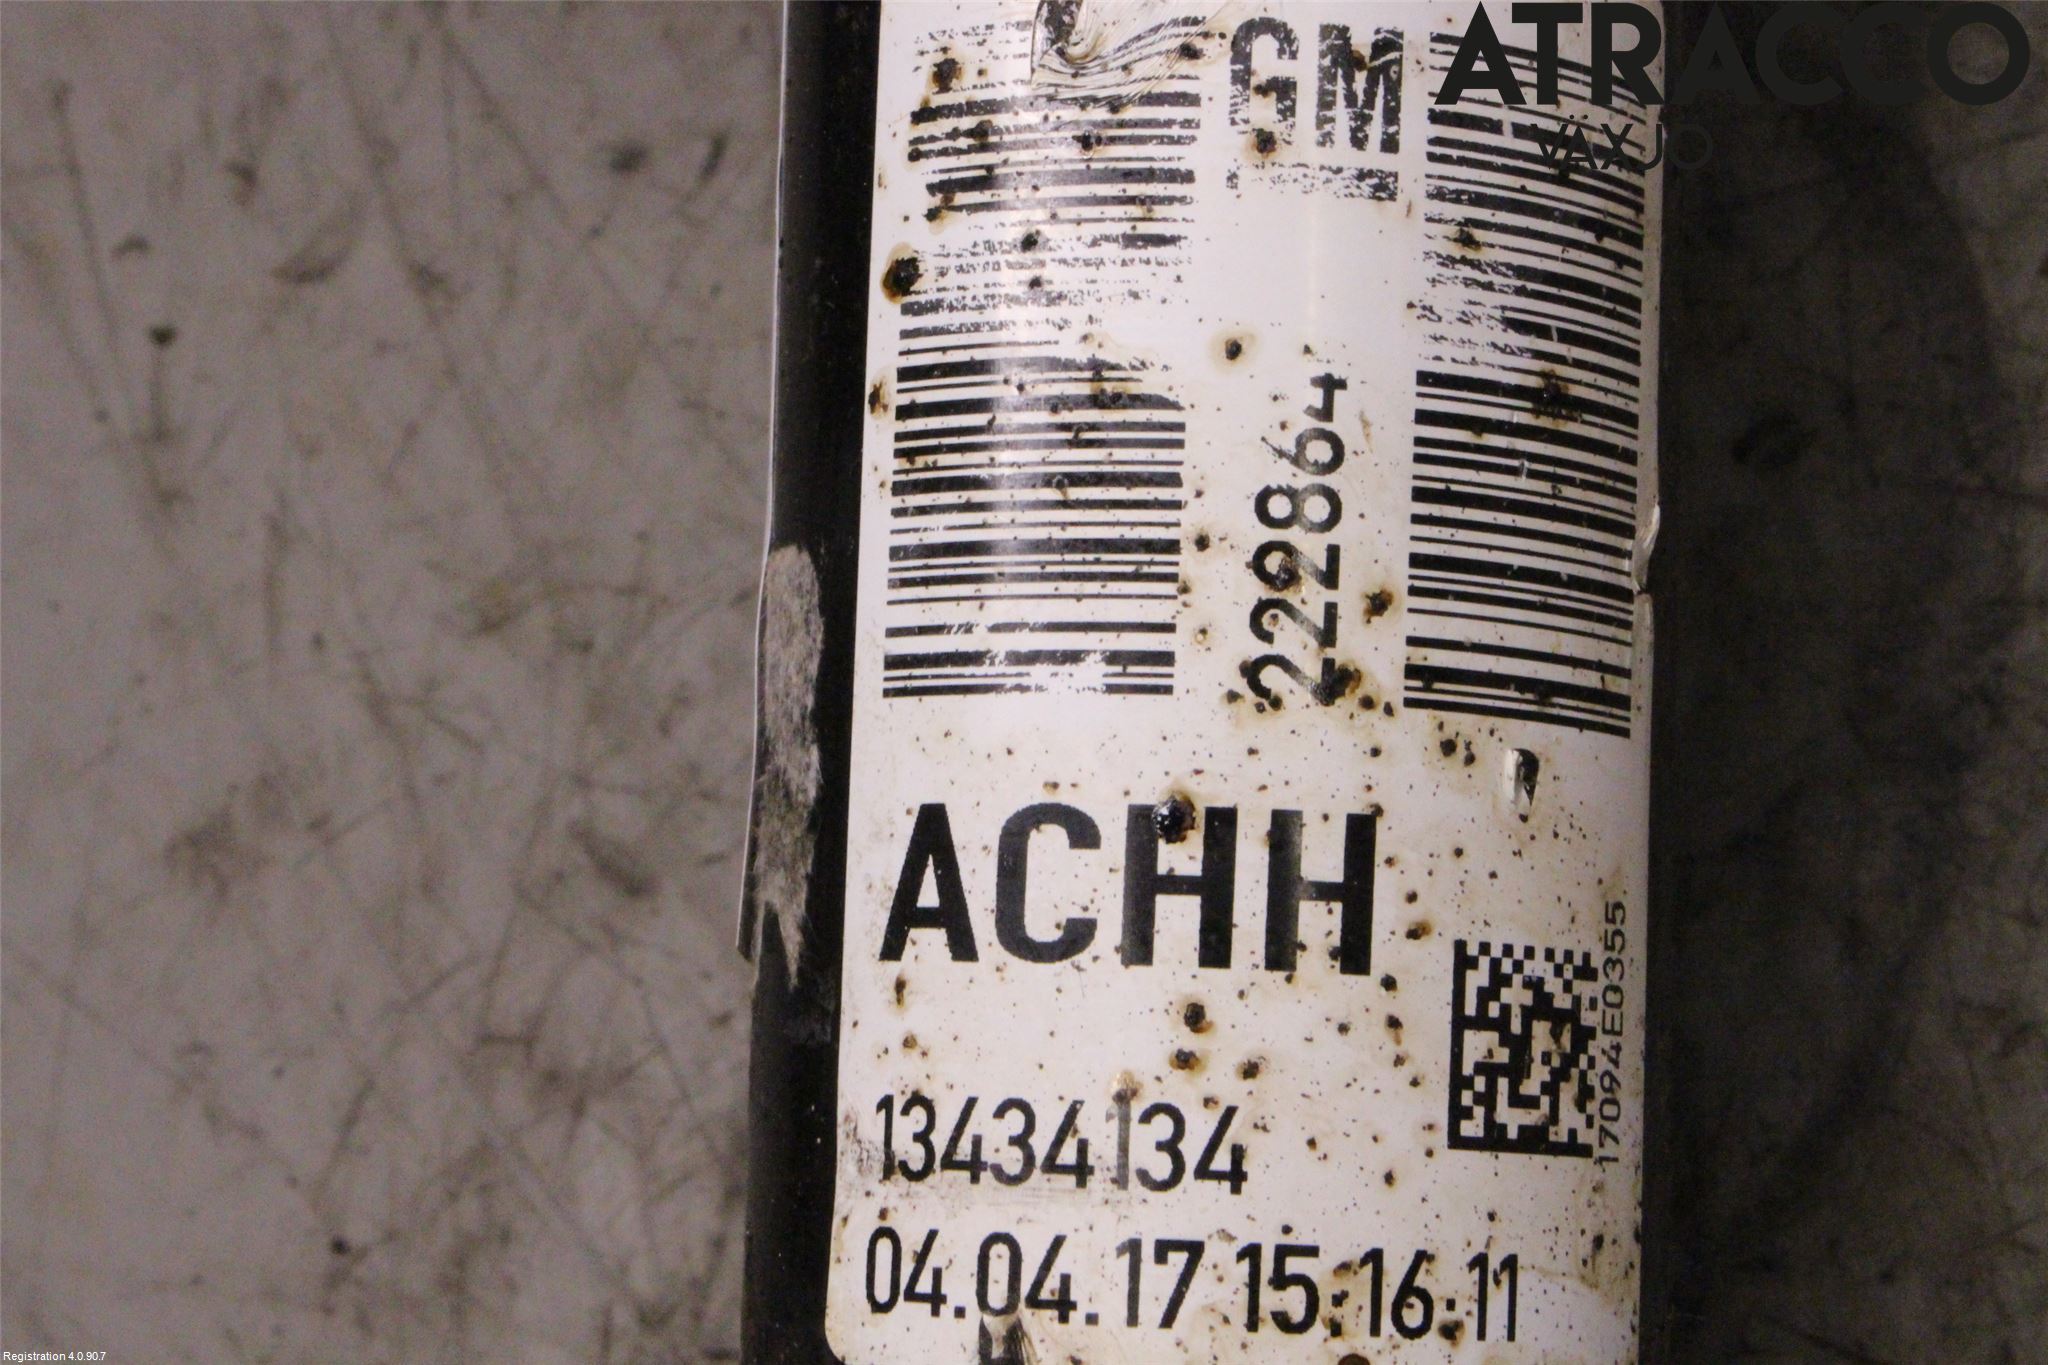 ATRACCO
VÄXJÖ
GM
222864
ACHH
17094E0355
13434134
04.04.17 15:16:11
Registration 4.0.90.7